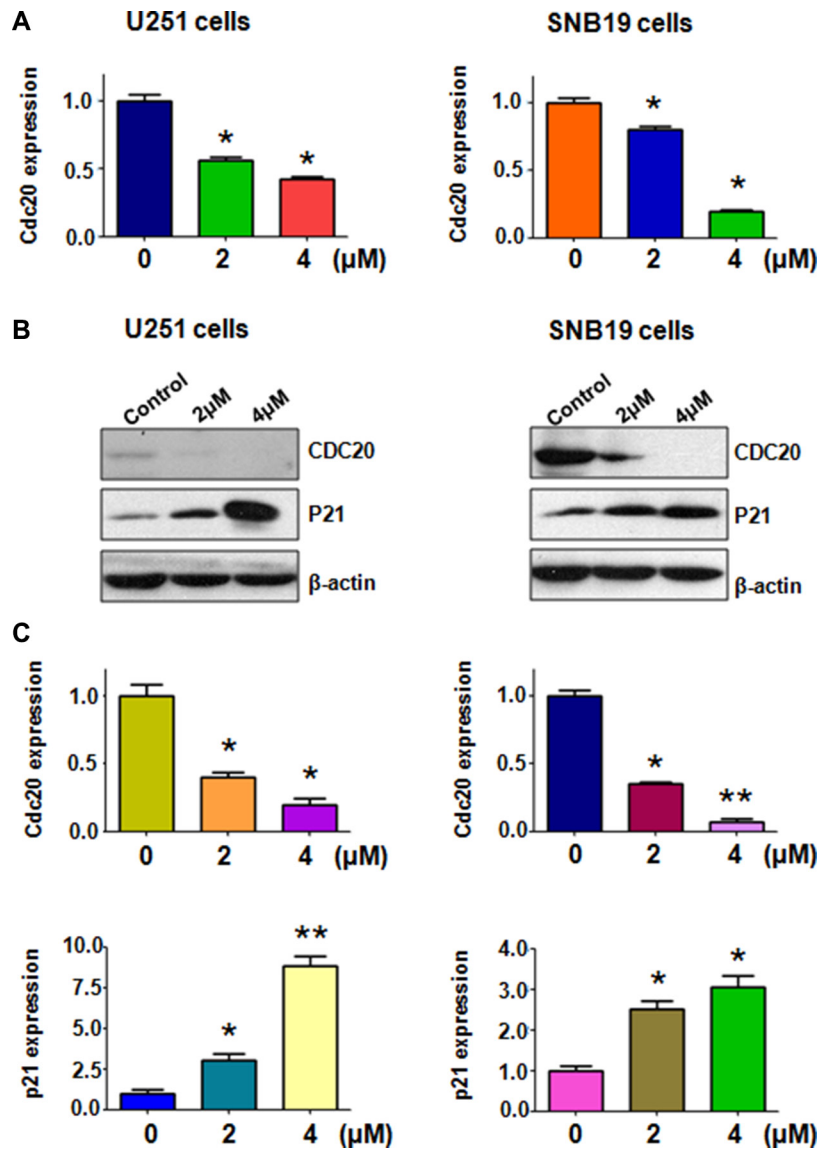 A
U251 cells
SNB19 cells
Cdc20 expression
1.0
0.5
0.0
*
*
0 2 4 (μM)
Cdc20 expression
1.0
0.5
0.0
*
*
0 2 4 (μM)
B
U251 cells
SNB19 cells
Control 2μM 4μM
CDC20
P21
β-actin
Control 2μM 4μM
CDC20
P21
β-actin
C
Cdc20 expression
1.0
0.5
0.0
*
*
0 2 4 (μM)
Cdc20 expression
1.0
0.5
0.0
*
**
0 2 4 (μM)
p21 expression
10.0
7.5
5.0
2.5
0.0
*
**
0 2 4 (μM)
p21 expression
4.0
3.0
2.0
1.0
0.0
*
*
0 2 4 (μM)